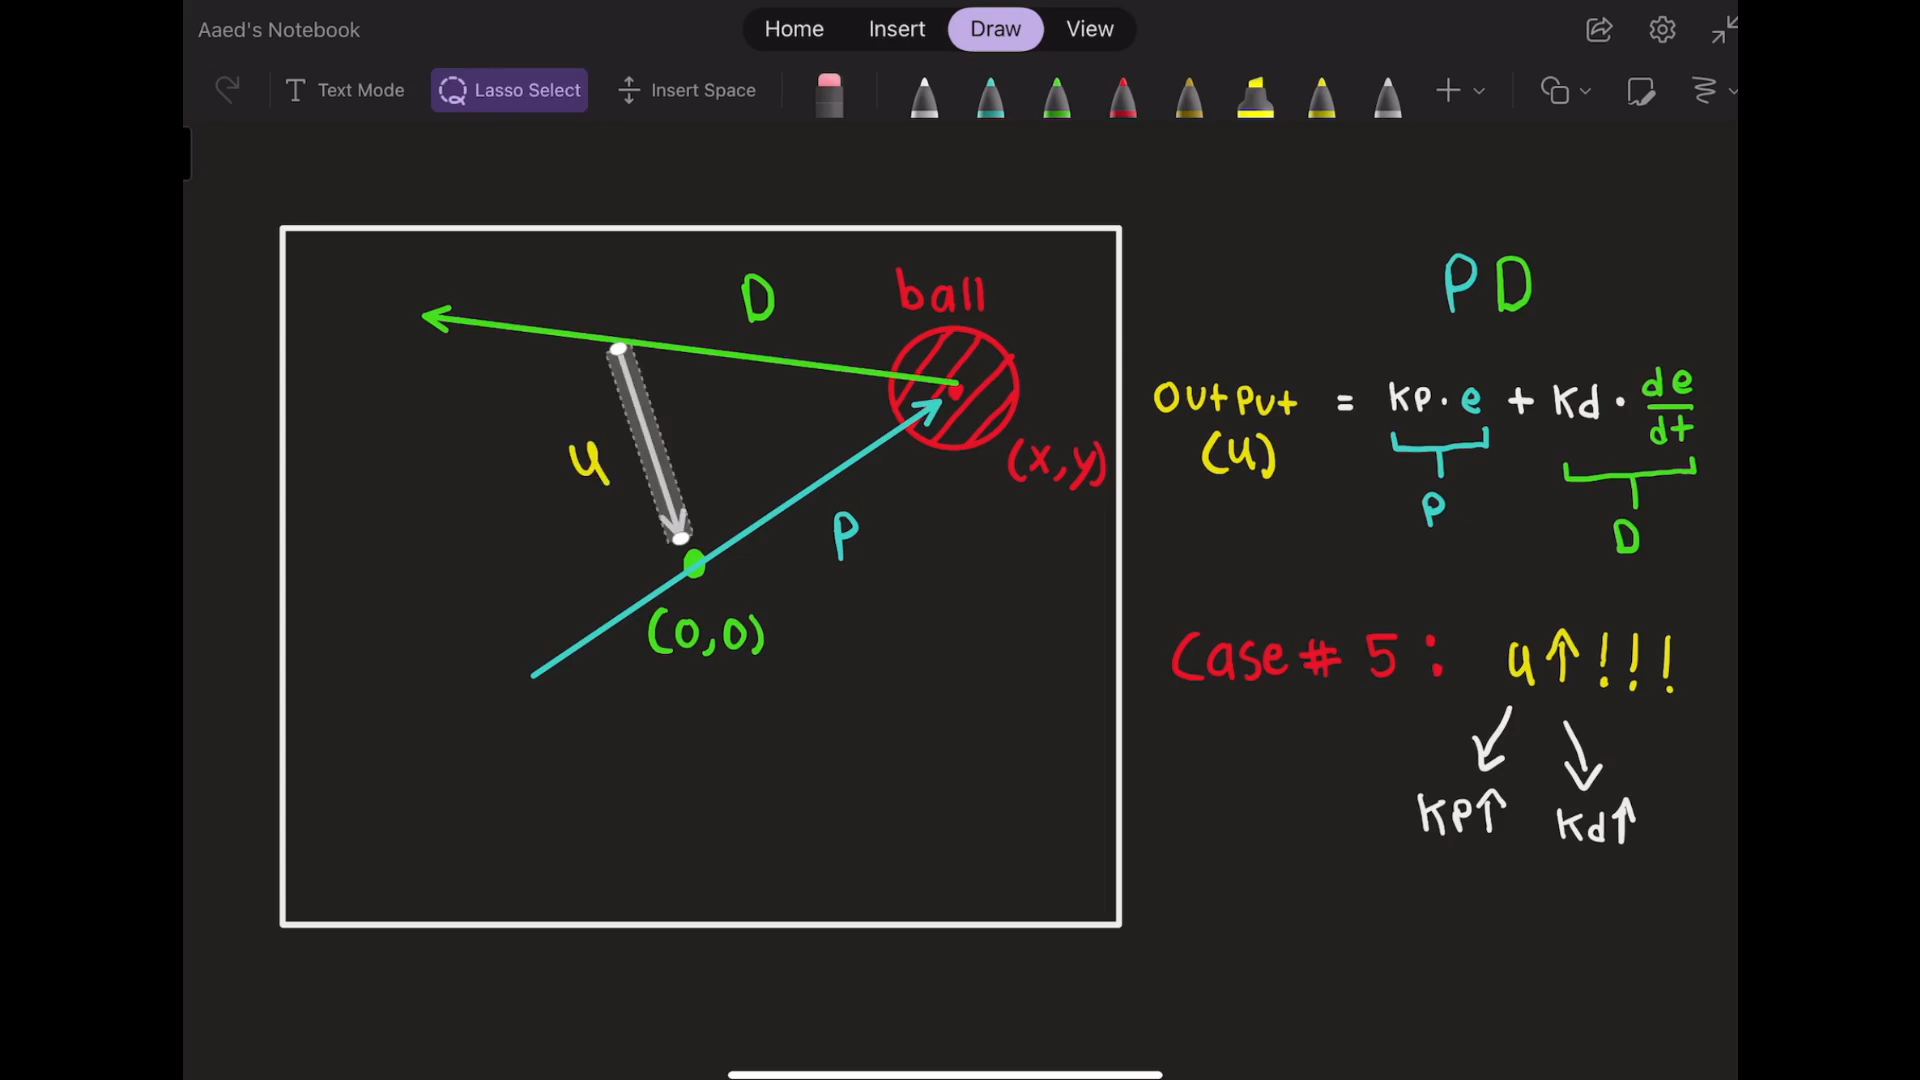 Aaed's Notebook
Home Insert Draw View
Text Mode Lasso Select Insert Space
PD
D
ball
Output = Kp · e + Kd · de/dt
(u)
u
(x,y)
P
P
D
(0,0)
Case # 5 : u↑!!!
Kp↑ Kd↑